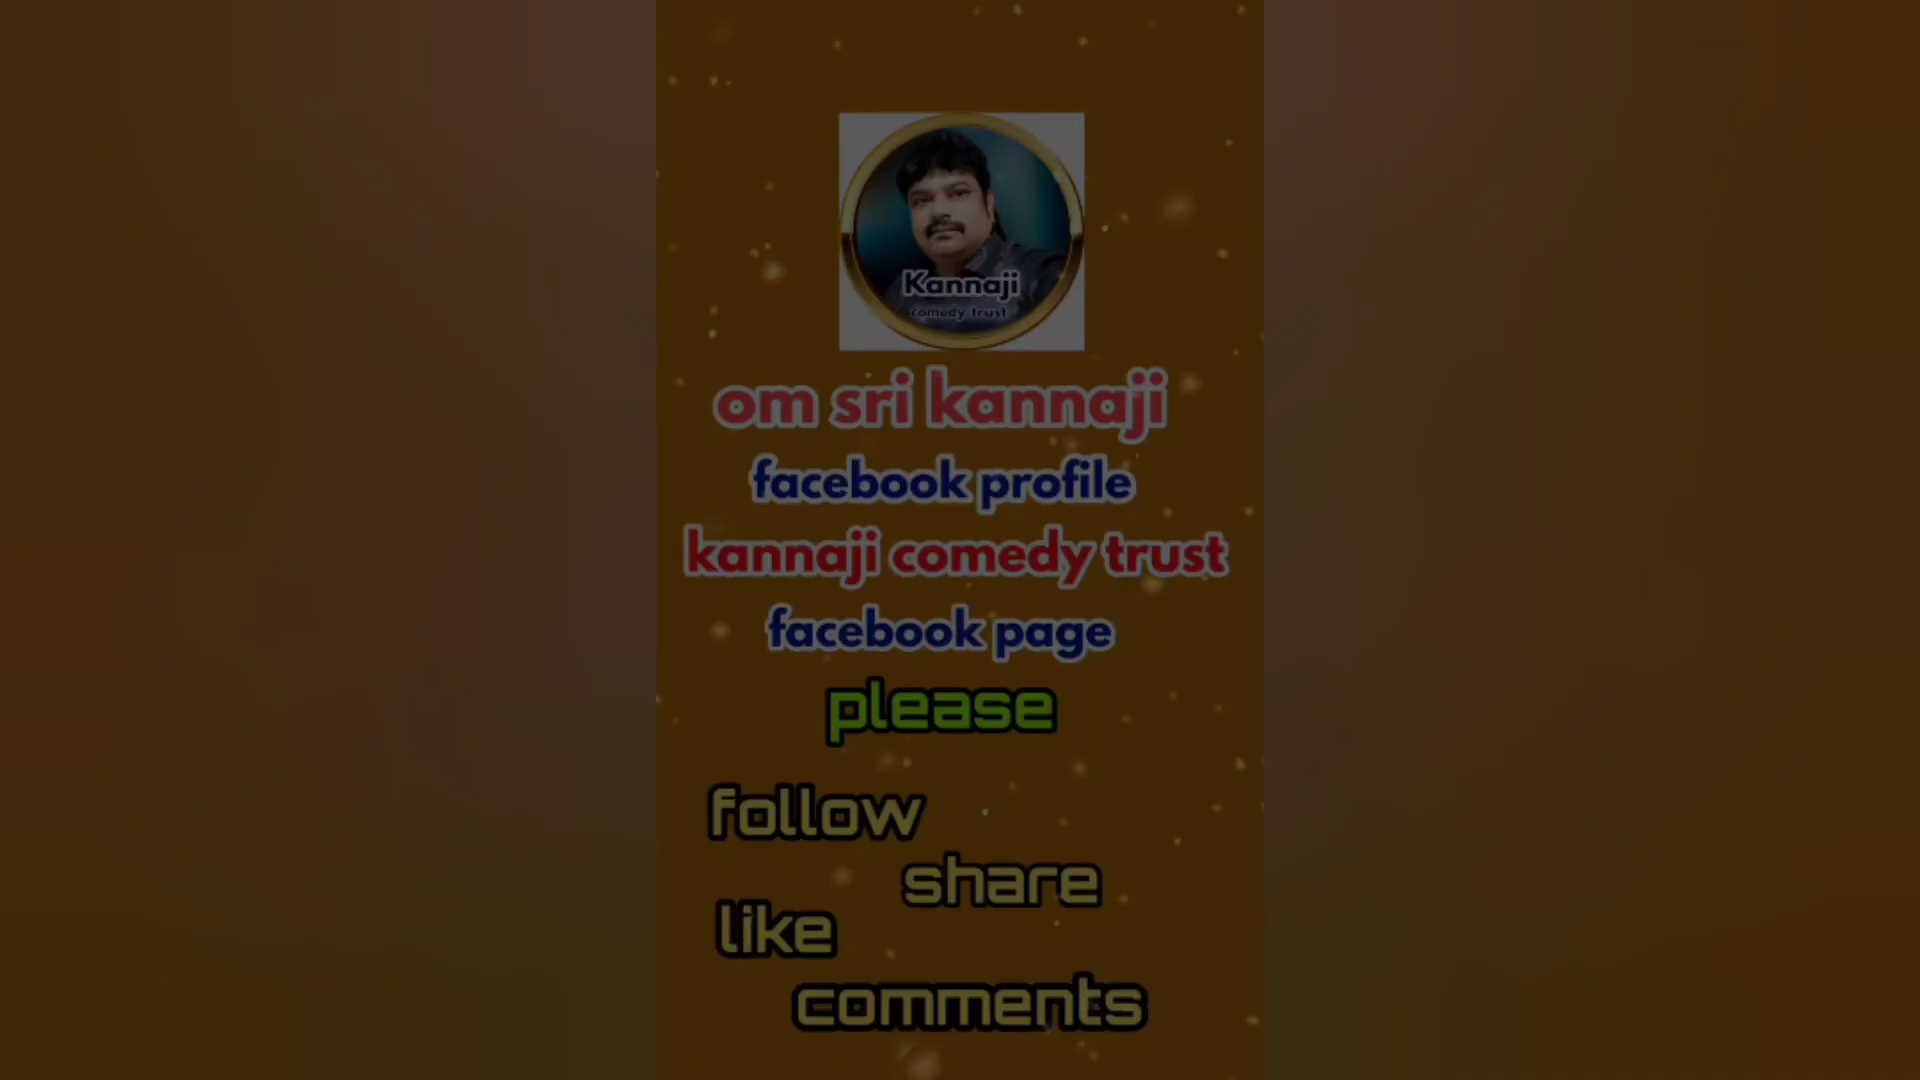 Kannaji
comedy trust
om sri kannaji
facebook profile
kannaji comedy trust
facebook page
please
follow
share
like
comments